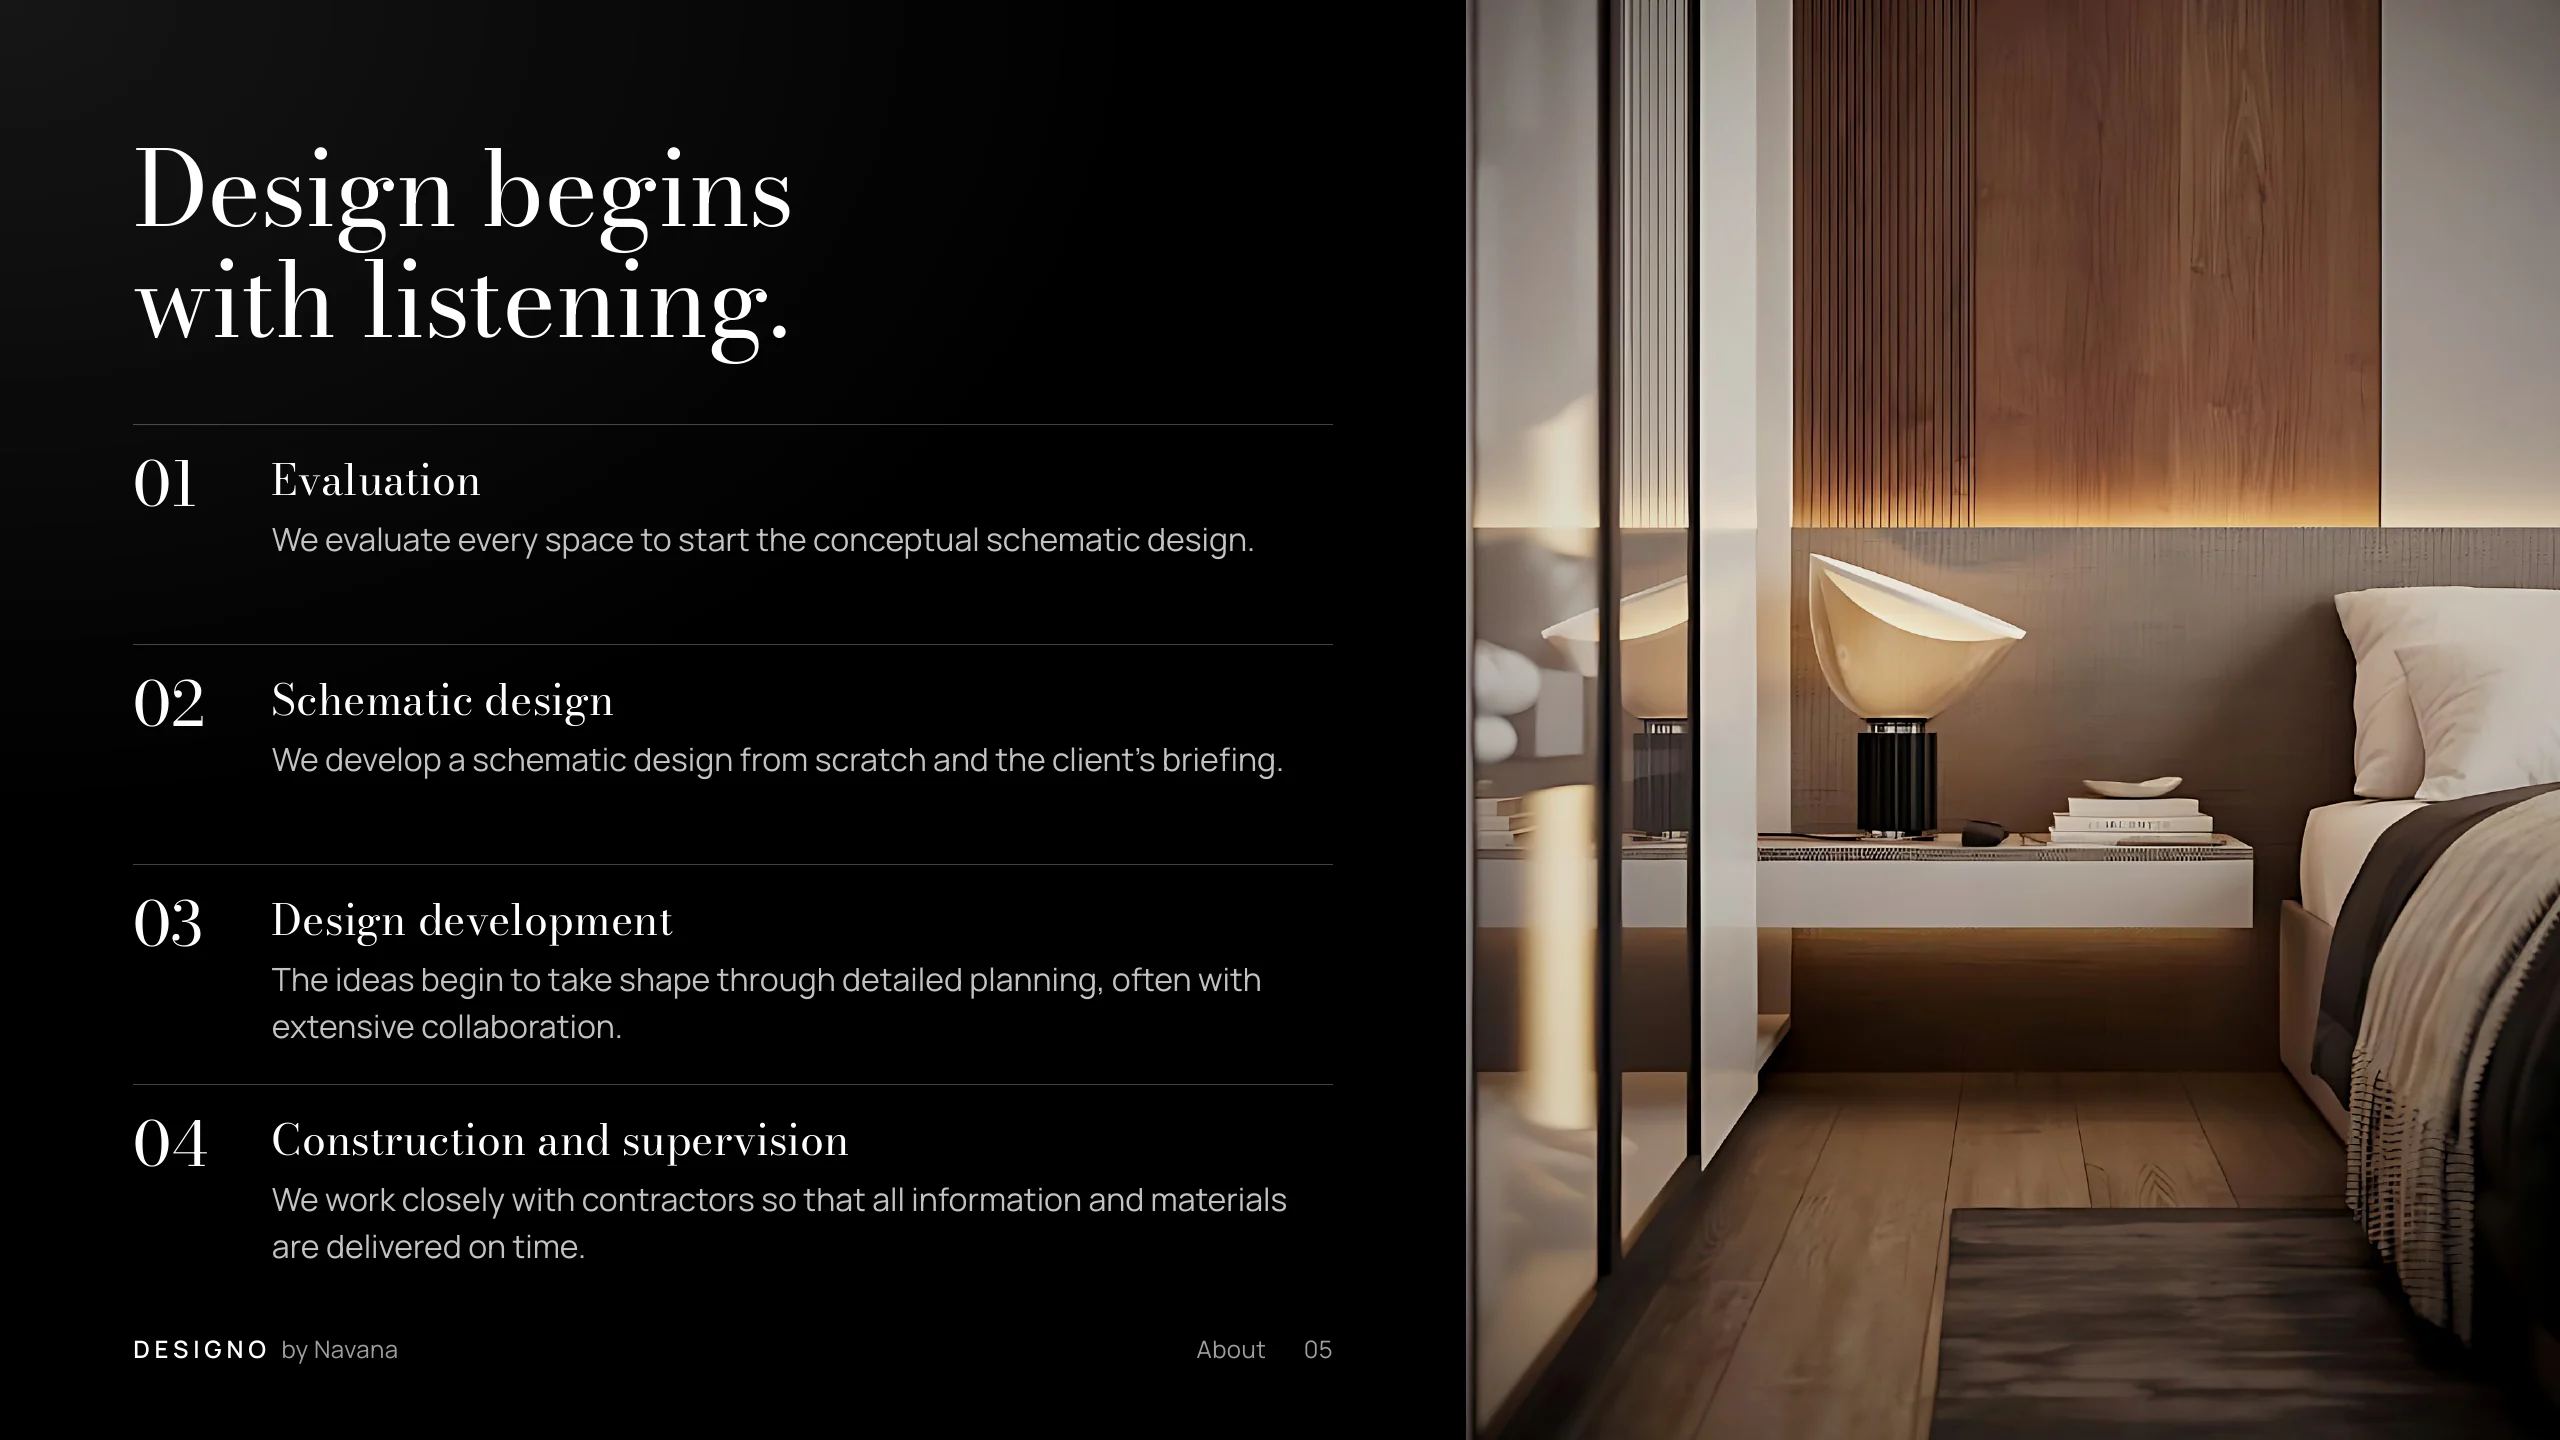 Design begins
with listening.
01
Evaluation
We evaluate every space to start the conceptual schematic design.
02
Schematic design
We develop a schematic design from scratch and the client’s briefing.
03
Design development
The ideas begin to take shape through detailed planning, often with
extensive collaboration.
04
Construction and supervision
We work closely with contractors so that all information and materials
are delivered on time.
DESIGNO by Navana
About 05